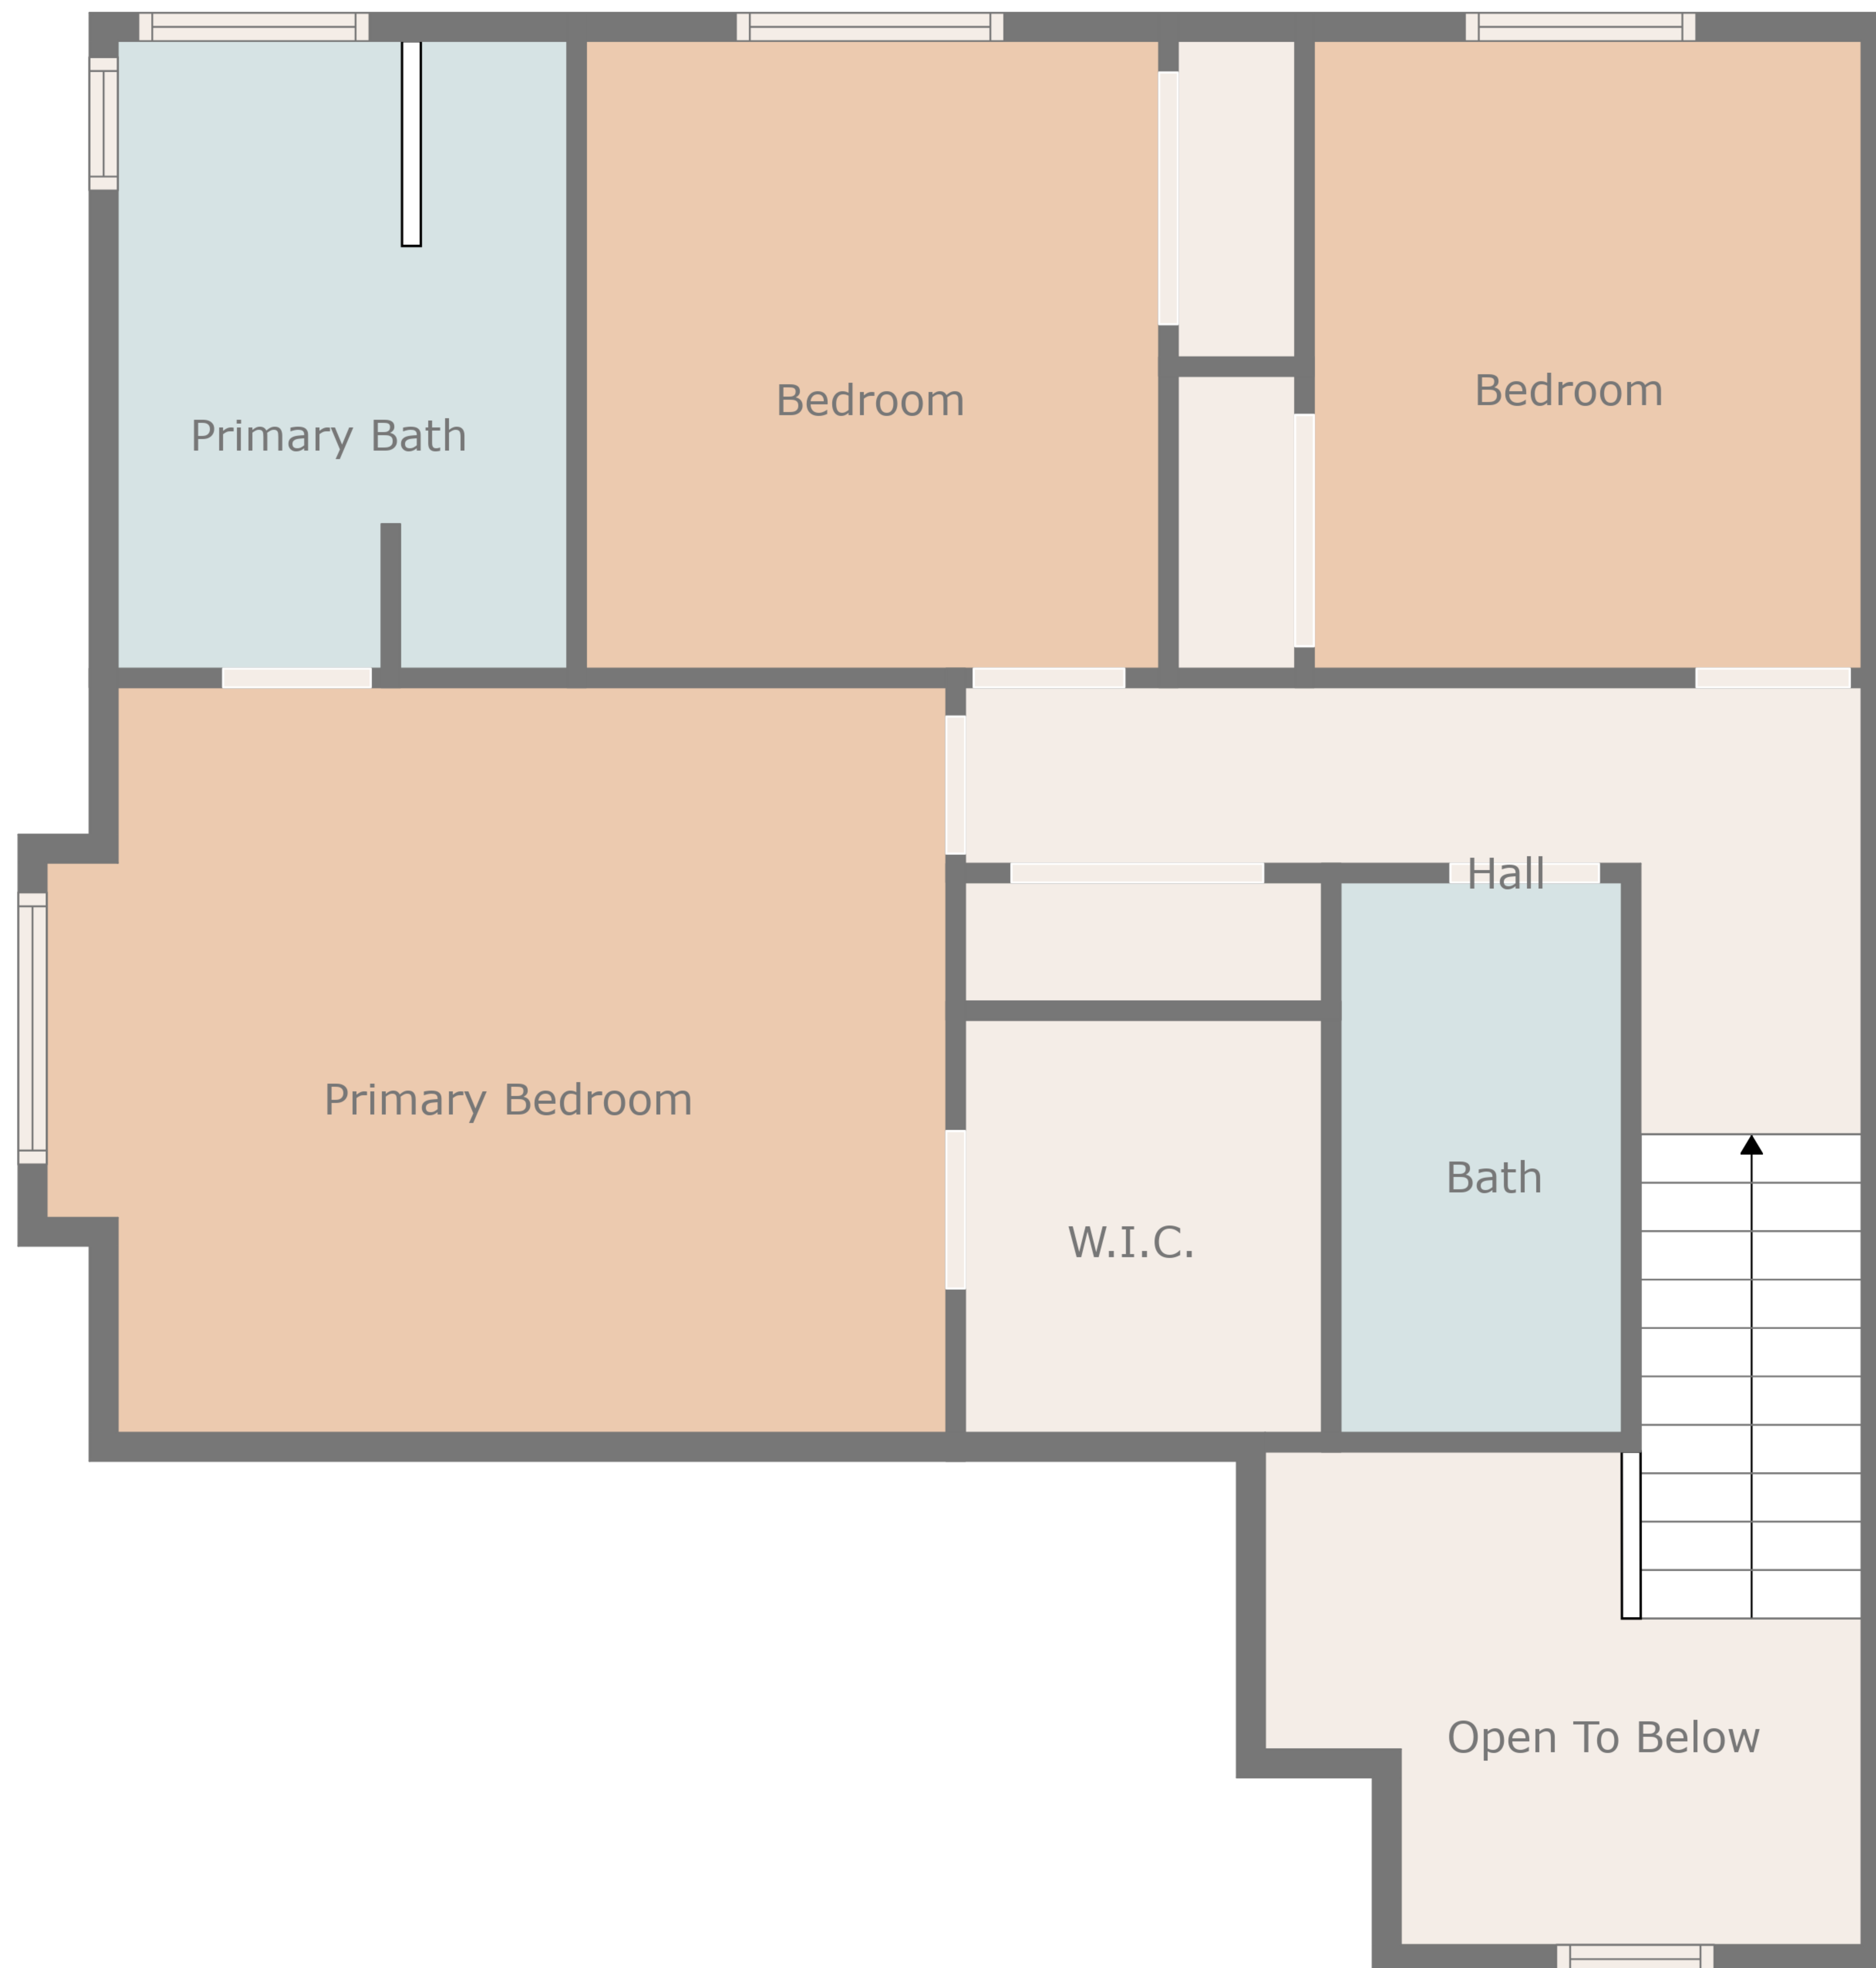 Bedroom
Bedroom
Primary Bath
Hall
Primary Bedroom
Bath
W.I.C.
Open To Below